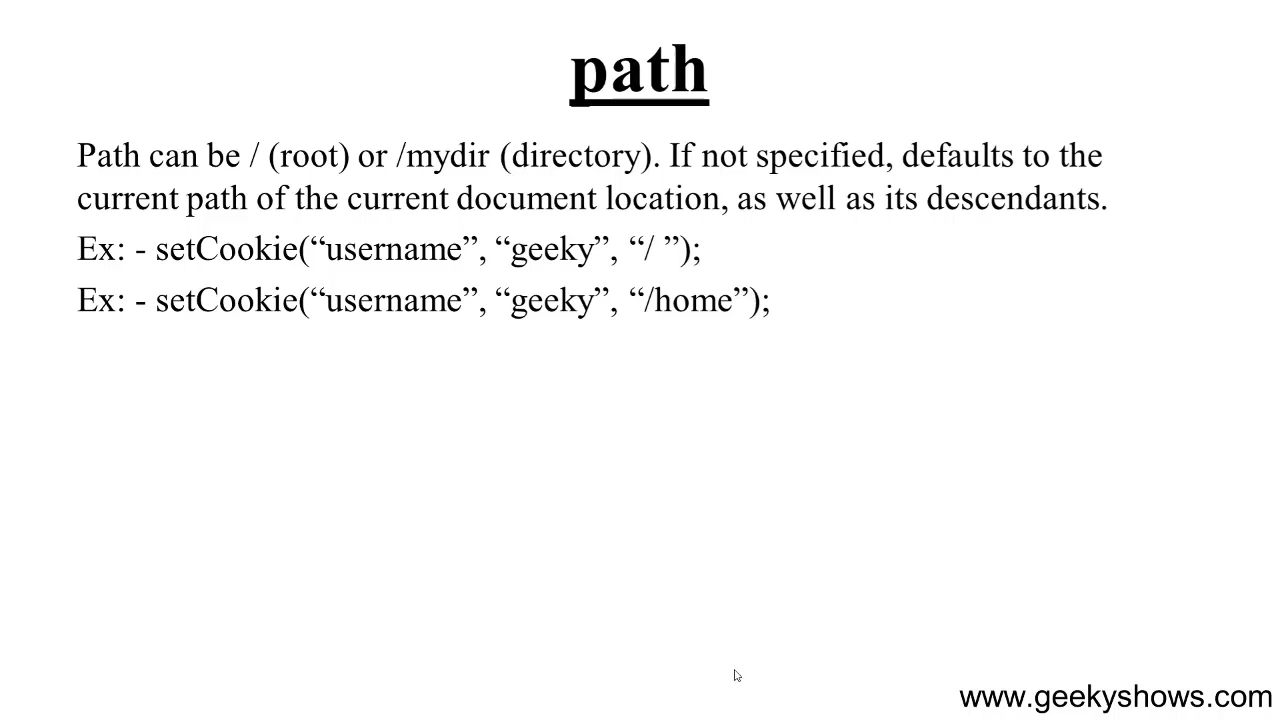 path
Path can be / (root) or /mydir (directory). If not specified, defaults to the
current path of the current document location, as well as its descendants.
Ex: - setCookie(“username”, “geeky”, “/ ”);
Ex: - setCookie(“username”, “geeky”, “/home”);
www.geekyshows.com